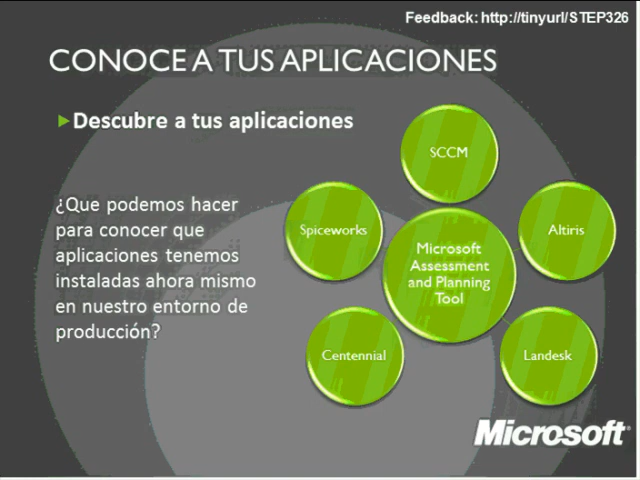 Feedback: http://tinyurl/STEP326
CONOCE A TUS APLICACIONES
Descubre a tus aplicaciones
¿Que podemos hacer
para conocer que
aplicaciones tenemos
instaladas ahora mismo
en nuestro entorno de
producción?
SCCM
Spiceworks
Altiris
Microsoft
Assessment
and Planning
Tool
Centennial
Landesk
Microsoft